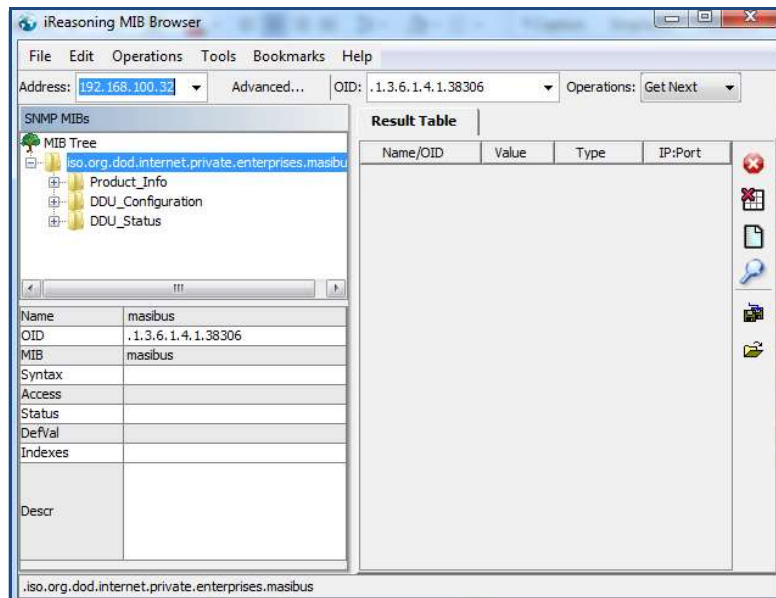 iReasoning MIB Browser
File Edit Operations Tools Bookmarks Help
Address: 192.168.100.32 Advanced... OID: .1.3.6.1.4.1.38306 Operations: Get Next
SNMP MIBs
MIB Tree
iso.org.dod.internet.private.enterprises.masibu
Product_Info
DDU_Configuration
DDU_Status
Result Table
Name/OID Value Type IP:Port
Name masibus
OID .1.3.6.1.4.1.38306
MIB masibus
Syntax
Access
Status
DefVal
Indexes
Descr
.iso.org.dod.internet.private.enterprises.masibus